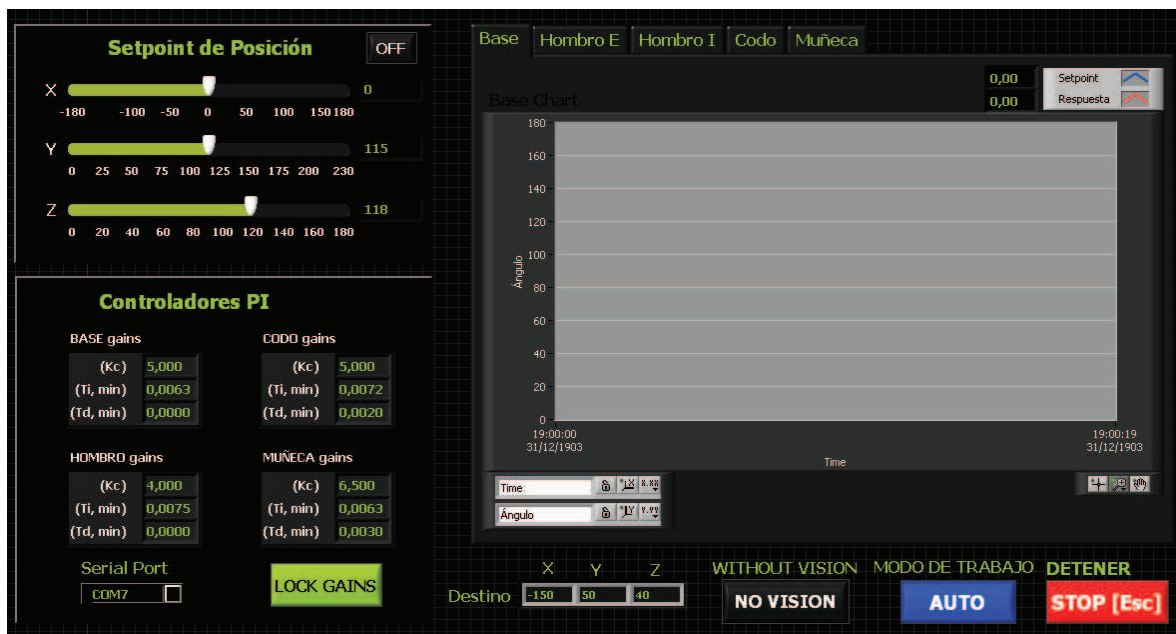 Setpoint de Posición
OFF
X
0
-180 -100 -50 0 50 100 150 180
Y
115
0 25 50 75 100 125 150 175 200 230
Z
118
0 20 40 60 80 100 120 140 160 180
Controladores PI
BASE gains
(Kc) 5,000
(Ti, min) 0,0063
(Td, min) 0,0000
CODO gains
(Kc) 5,000
(Ti, min) 0,0072
(Td, min) 0,0020
HOMBRO gains
(Kc) 4,000
(Ti, min) 0,0075
(Td, min) 0,0000
MUÑECA gains
(Kc) 6,500
(Ti, min) 0,0063
(Td, min) 0,0030
Serial Port
COM7
LOCK GAINS
Base Hombro E Hombro I Codo Muñeca
0,00 Setpoint
0,00 Respuesta
Base Chart
Ángulo
180
160
140
120
100
80
60
40
20
0
19:00:00 19:00:19
31/12/1903 31/12/1903
Time
Time X X.XX
Ángulo Y Y.YY
X Y Z
Destino -150 50 40
WITHOUT VISION
NO VISION
MODO DE TRABAJO
AUTO
DETENER
STOP [Esc]